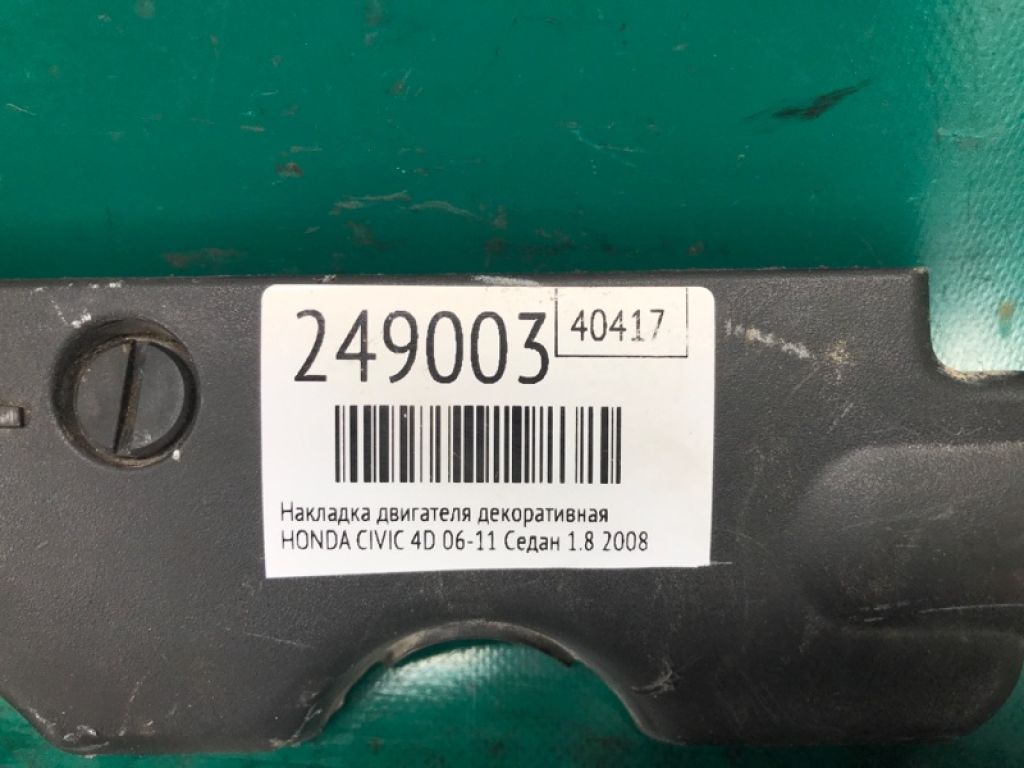 249003
40417
Накладка двигателя декоративная
HONDA CIVIC 4D 06-11 Седан 1.8 2008